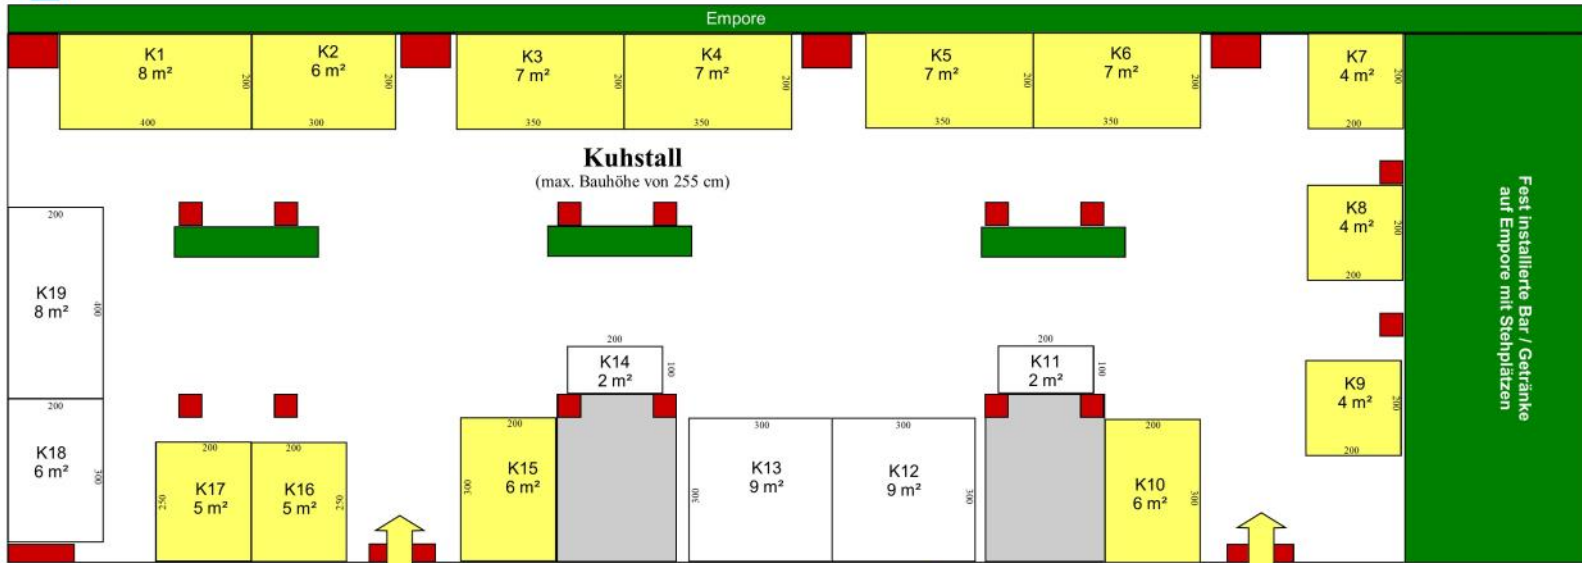 Empore
K1
8 m²
200
400
K2
6 m²
200
300
K3
7 m²
200
350
K4
7 m²
200
350
K5
7 m²
200
350
K6
7 m²
200
350
K7
4 m²
200
200
Kuhstall
(max. Bauhöhe von 255 cm)
K8
4 m²
200
200
Fest installierte Bar / Getränke
auf Empore mit Stehplätzen
200
K19
8 m²
400
200
K14
2 m²
100
200
K11
2 m²
100
K9
4 m²
200
200
200
K18
6 m²
300
200
K17
5 m²
250
200
K16
5 m²
250
200
K15
6 m²
300
300
K13
9 m²
300
300
K12
9 m²
300
200
K10
6 m²
300